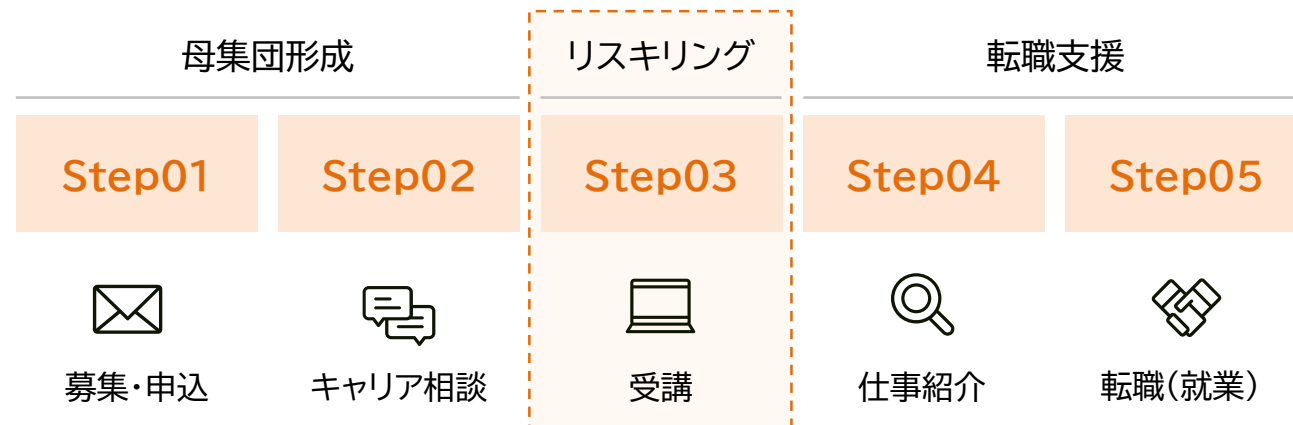 母集団形成
リスキリング
転職支援
Step01
Step02
Step03
Step04
Step05
募集・申込
キャリア相談
受講
仕事紹介
転職(就業)